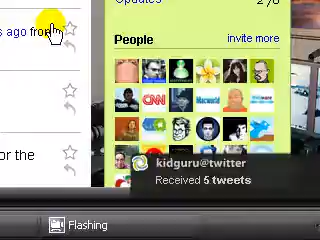 Updates
s ago from
People
invite more
CNN
Macworld
or the
kidguru@twitter
Received 5 tweets
Flashing